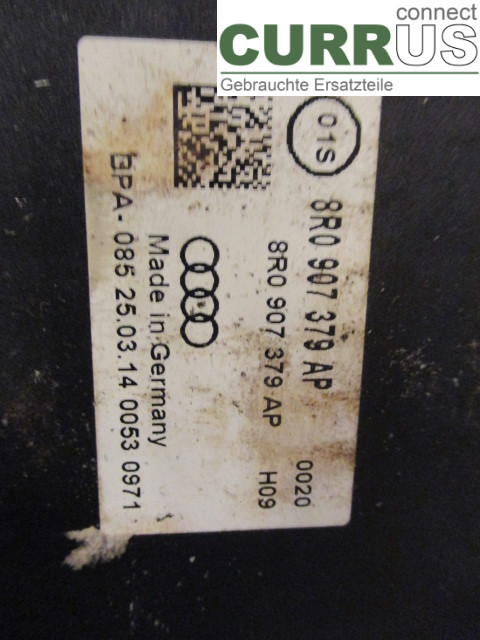 connect
CURRUS
Gebrauchte Ersatzteile
01S
8R0 907 379 AP 0020
8R0 907 379 AP H09
Made in Germany
BPA- 085 25.03.14 0053 0971